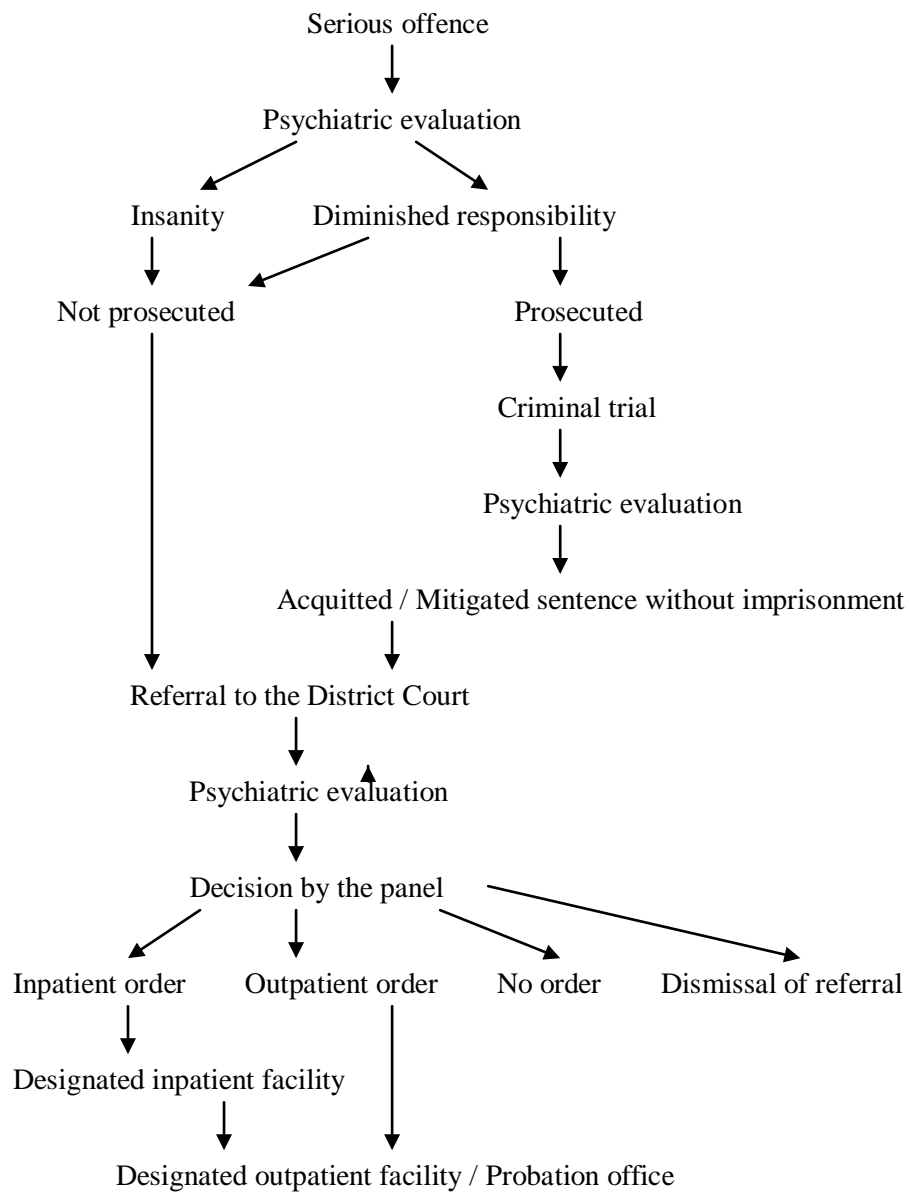 Serious offence
Psychiatric evaluation
Insanity
Diminished responsibility
Not prosecuted
Prosecuted
Criminal trial
Psychiatric evaluation
Acquitted / Mitigated sentence without imprisonment
Referral to the District Court
Psychiatric evaluation
Decision by the panel
Inpatient order
Outpatient order
No order
Dismissal of referral
Designated inpatient facility
Designated outpatient facility / Probation office